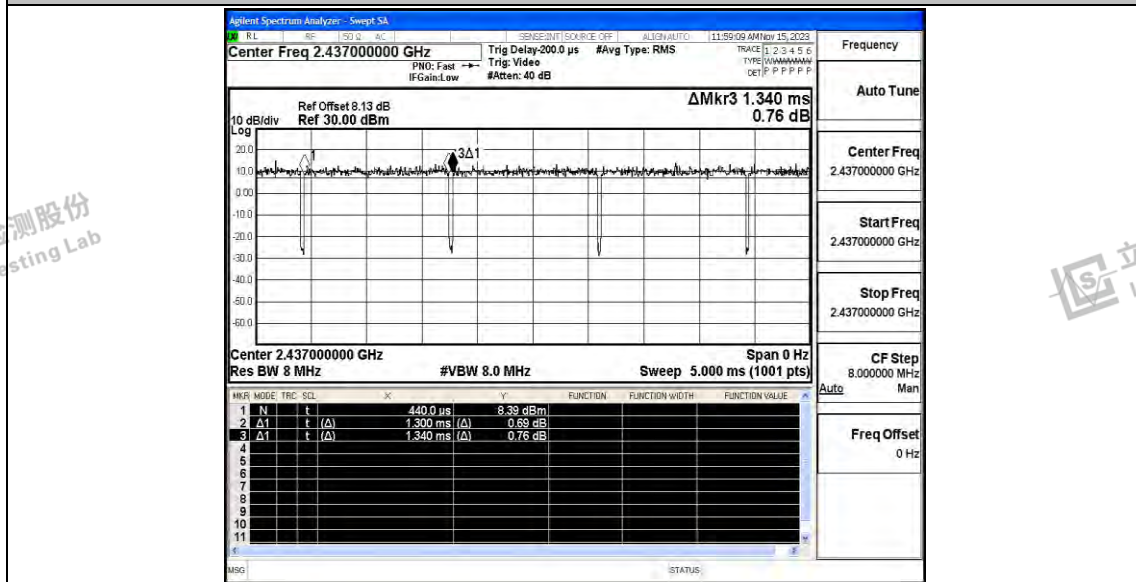 Agilent Spectrum Analyzer - Swept SA
RL RF 50 Ω AC SENSE:INT SOURCE OFF ALIGN AUTO 11:59:09 AM Nov 15, 2023
Center Freq 2.437000000 GHz
PNO: Fast
IFGain:Low
Trig Delay-200.0 µs
Trig: Video
#Atten: 40 dB
#Avg Type: RMS
TRACE 1 2 3 4 5 6
TYPE
DET P P P P P P
ΔMkr3 1.340 ms
0.76 dB
Ref Offset 8.13 dB
10 dB/div Ref 30.00 dBm
Log
20.0
10.0
0.00
-10.0
-20.0
-30.0
-40.0
-50.0
-60.0
1
3Δ1
Center 2.437000000 GHz Span 0 Hz
Res BW 8 MHz #VBW 8.0 MHz Sweep 5.000 ms (1001 pts)
MKR MODE TRC SCL X Y FUNCTION FUNCTION WIDTH FUNCTION VALUE
1 N t 440.0 µs 8.39 dBm
2 Δ1 t (Δ) 1.300 ms (Δ) 0.69 dB
3 Δ1 t (Δ) 1.340 ms (Δ) 0.76 dB
4
5
6
7
8
9
10
11
MSG STATUS
Frequency
Auto Tune
Center Freq
2.437000000 GHz
Start Freq
2.437000000 GHz
Stop Freq
2.437000000 GHz
CF Step
8.000000 MHz
Auto Man
Freq Offset
0 Hz
测股份
esting Lab
立